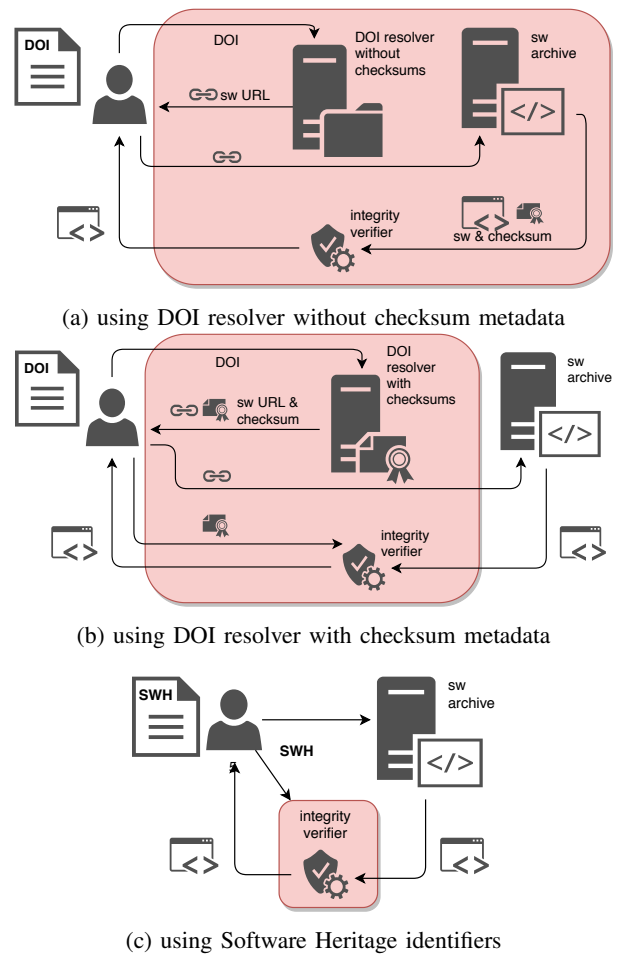 DOI
DOI
DOI resolver
without
checksums
sw
archive
sw URL
</>
integrity
verifier
<>
<>
sw & checksum
(a) using DOI resolver without checksum metadata
DOI
DOI
DOI
resolver
with
checksums
sw
archive
sw URL &
checksum
</>
integrity
verifier
<>
<>
(b) using DOI resolver with checksum metadata
SWH
sw
archive
SWH
</>
integrity
verifier
<>
<>
(c) using Software Heritage identifiers